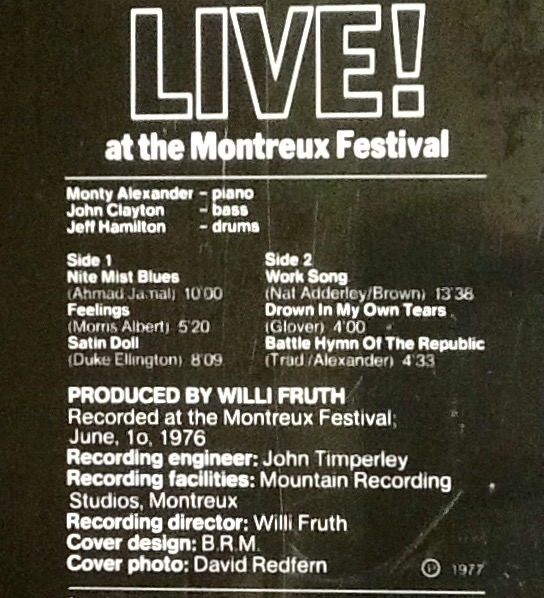 LIVE!
at the Montreux Festival
Monty Alexander - piano
John Clayton - bass
Jeff Hamilton - drums
Side 1
Nite Mist Blues
(Ahmad Jamal) 10'00
Feelings
(Morris Albert) 5'20
Satin Doll
(Duke Ellington) 8'09
Side 2
Work Song
(Nat Adderley/Brown) 13'38
Drown In My Own Tears
(Glover) 4'00
Battle Hymn Of The Republic
(Trad./Alexander) 4'33
PRODUCED BY WILLI FRUTH
Recorded at the Montreux Festival;
June, 1o, 1976
Recording engineer: John Timperley
Recording facilities: Mountain Recording
Studios, Montreux
Recording director: Willi Fruth
Cover design: B.R.M.
Cover photo: David Redfern
℗ 1977